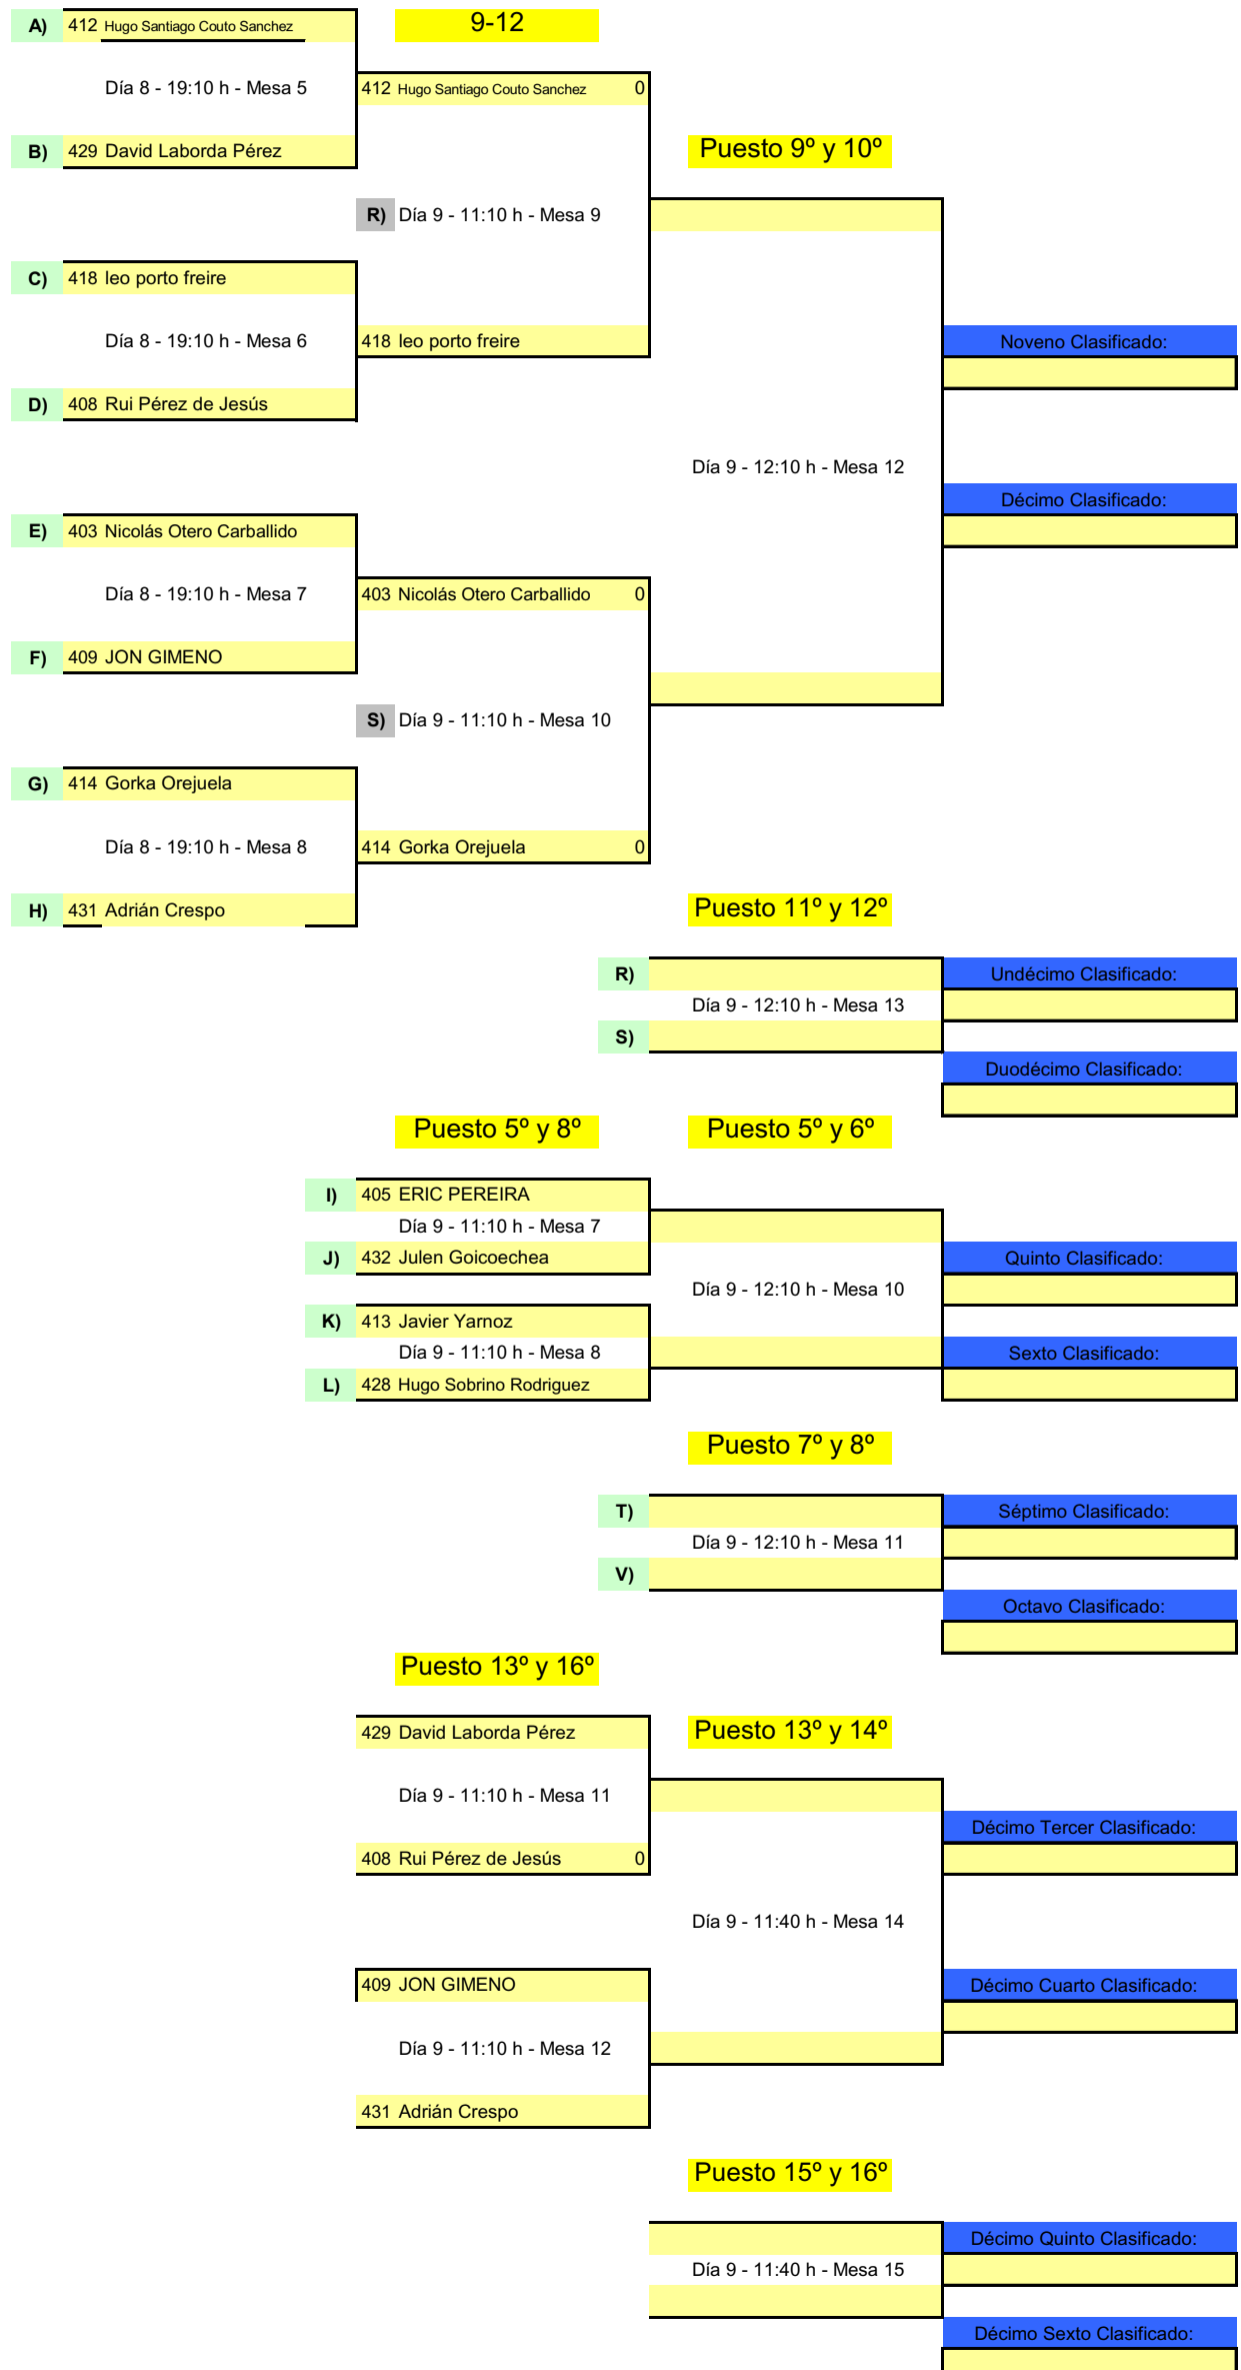 A) 412 Hugo Santiago Couto Sanchez
9-12
Día 8 - 19:10 h - Mesa 5
412 Hugo Santiago Couto Sanchez 0
B) 429 David Laborda Pérez
Puesto 9º y 10º
R) Día 9 - 11:10 h - Mesa 9
C) 418 leo porto freire
Día 8 - 19:10 h - Mesa 6
418 leo porto freire
Noveno Clasificado:
D) 408 Rui Pérez de Jesús
Día 9 - 12:10 h - Mesa 12
Décimo Clasificado:
E) 403 Nicolás Otero Carballido
Día 8 - 19:10 h - Mesa 7
403 Nicolás Otero Carballido 0
F) 409 JON GIMENO
S) Día 9 - 11:10 h - Mesa 10
G) 414 Gorka Orejuela
Día 8 - 19:10 h - Mesa 8
414 Gorka Orejuela 0
H) 431 Adrián Crespo
Puesto 11º y 12º
R)
Undécimo Clasificado:
Día 9 - 12:10 h - Mesa 13
S)
Duodécimo Clasificado:
Puesto 5º y 8º
Puesto 5º y 6º
I) 405 ERIC PEREIRA
Día 9 - 11:10 h - Mesa 7
J) 432 Julen Goicoechea
Quinto Clasificado:
Día 9 - 12:10 h - Mesa 10
K) 413 Javier Yarnoz
Día 9 - 11:10 h - Mesa 8
Sexto Clasificado:
L) 428 Hugo Sobrino Rodriguez
Puesto 7º y 8º
T)
Séptimo Clasificado:
Día 9 - 12:10 h - Mesa 11
V)
Octavo Clasificado:
Puesto 13º y 16º
429 David Laborda Pérez
Puesto 13º y 14º
Día 9 - 11:10 h - Mesa 11
Décimo Tercer Clasificado:
408 Rui Pérez de Jesús 0
Día 9 - 11:40 h - Mesa 14
409 JON GIMENO
Décimo Cuarto Clasificado:
Día 9 - 11:10 h - Mesa 12
431 Adrián Crespo
Puesto 15º y 16º
Décimo Quinto Clasificado:
Día 9 - 11:40 h - Mesa 15
Décimo Sexto Clasificado: